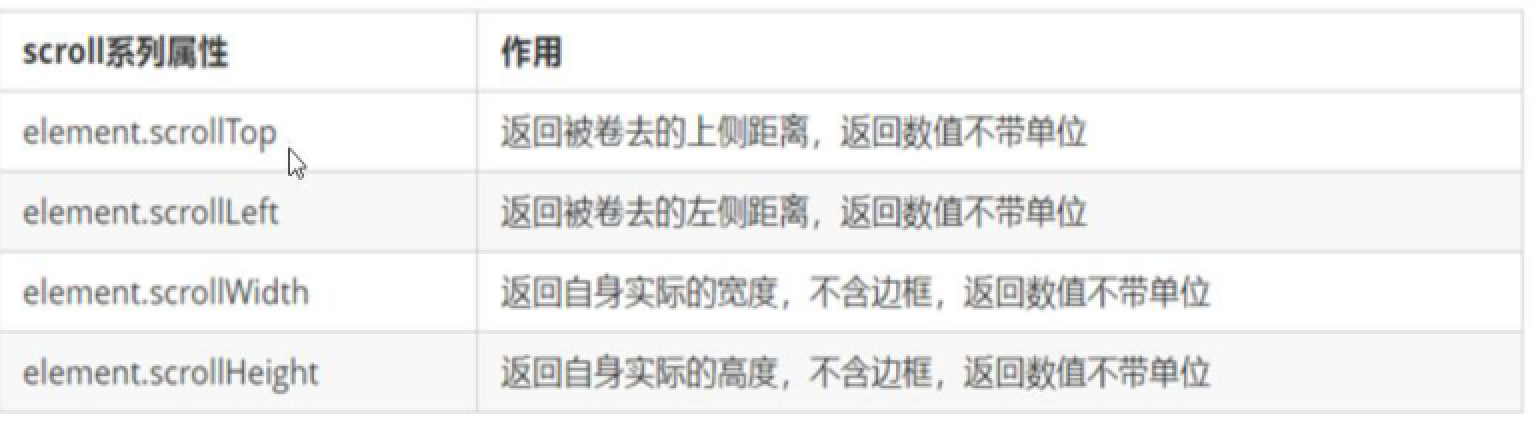 scroll系列属性 作用
element.scrollTop 返回被卷去的上侧距离，返回数值不带单位
element.scrollLeft 返回被卷去的左侧距离，返回数值不带单位
element.scrollWidth 返回自身实际的宽度，不含边框，返回数值不带单位
element.scrollHeight 返回自身实际的高度，不含边框，返回数值不带单位